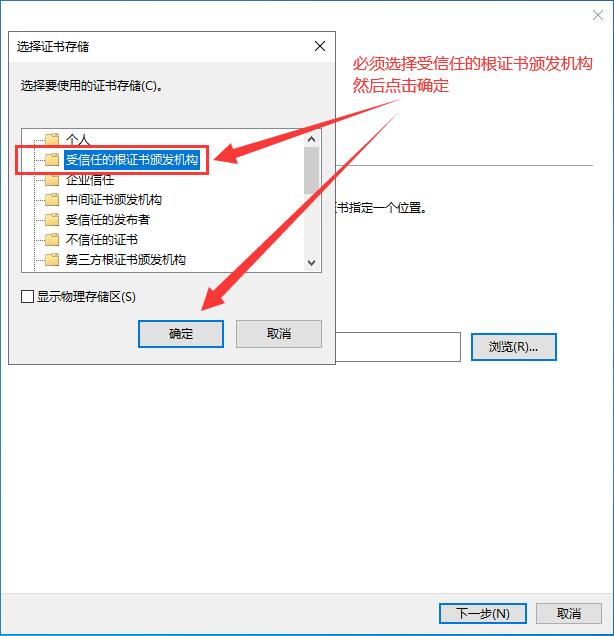 选择证书存储
选择要使用的证书存储(C)。
必须选择受信任的根证书颁发机构
然后点击确定
个人
受信任的根证书颁发机构
企业信任
中间证书颁发机构
受信任的发布者
不信任的证书
第三方根证书颁发机构
书指定一个位置。
显示物理存储区(S)
确定
取消
浏览(R)...
下一步(N)
取消